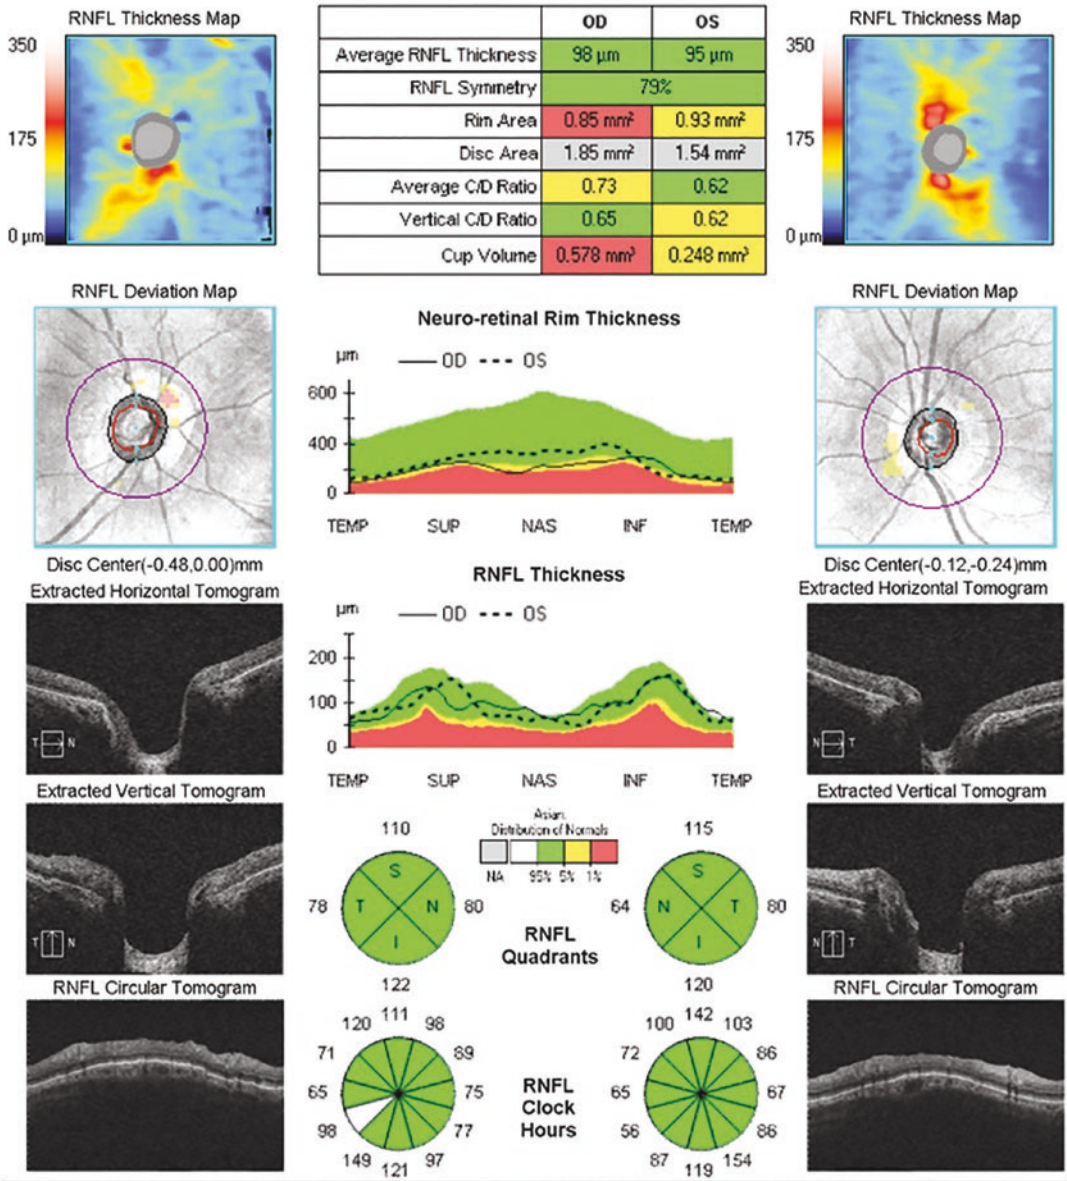 RNFL Thickness Map
350
175
0 µm
OD OS
Average RNFL Thickness 98 µm 95 µm
RNFL Symmetry 79%
Rim Area 0.85 mm² 0.93 mm²
Disc Area 1.85 mm² 1.54 mm²
Average C/D Ratio 0.73 0.62
Vertical C/D Ratio 0.65 0.62
Cup Volume 0.578 mm³ 0.248 mm³
RNFL Thickness Map
350
175
0 µm
RNFL Deviation Map
Disc Center(-0.48,0.00)mm
Neuro-retinal Rim Thickness
µm OD OS
600
400
0
TEMP SUP NAS INF TEMP
RNFL Deviation Map
Disc Center(-0.12,-0.24)mm
Extracted Horizontal Tomogram
T N
RNFL Thickness
µm OD OS
200
100
0
TEMP SUP NAS INF TEMP
Extracted Horizontal Tomogram
N T
Extracted Vertical Tomogram
T N
Asian:
Distribution of Normals
NA 95% 5% 1%
110
78 S T N I 80
122
RNFL
Quadrants
115
64 S N T I 80
120
Extracted Vertical Tomogram
N T
RNFL Circular Tomogram
120 111 98
71 89
65 75
98 77
149 121 97
RNFL
Clock
Hours
100 142 103
72 86
65 67
56 86
87 119 154
RNFL Circular Tomogram